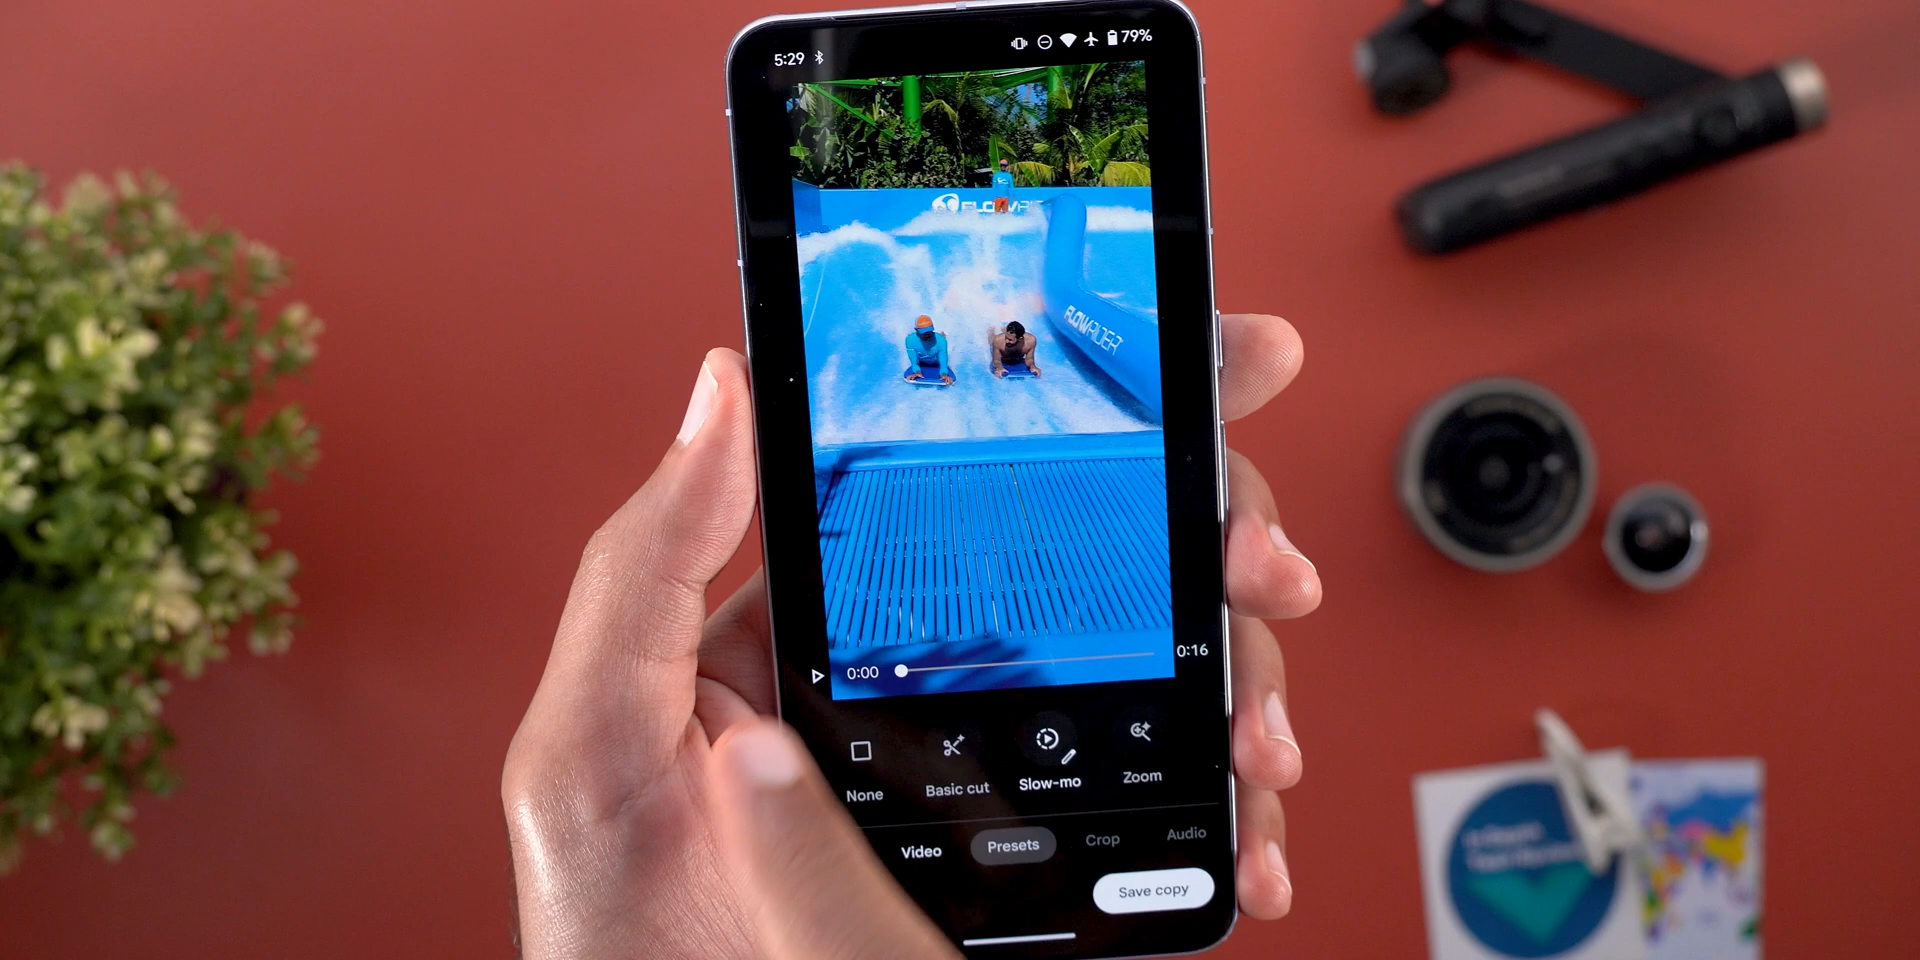 5:29
79%
FLOWRIDER
0:00
0:16
None
Basic cut
Slow-mo
Zoom
Video
Presets
Crop
Audio
Save copy